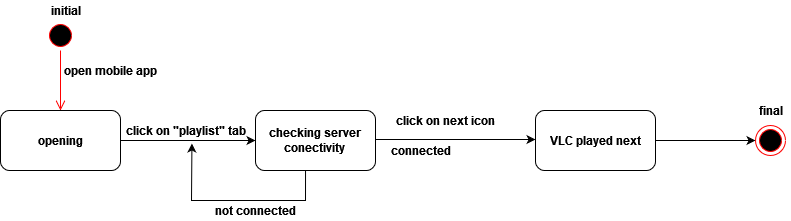 initial
open mobile app
final
click on "playlist" tab
click on next icon
opening
checking server
conectivity
VLC played next
connected
not connected